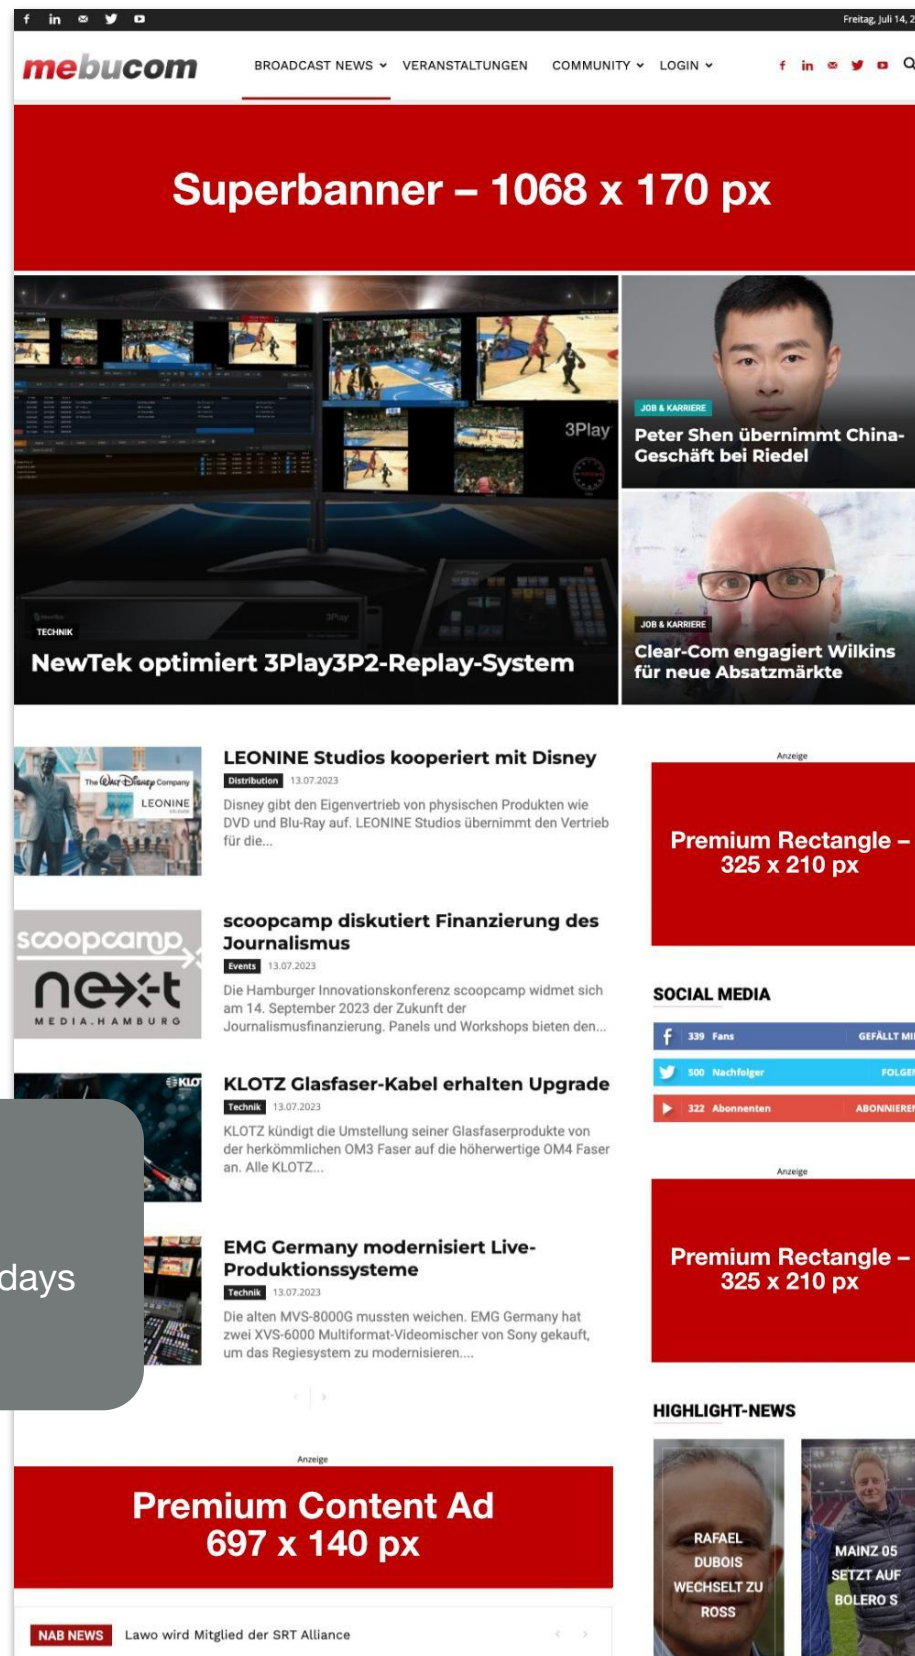 Freitag, Juli 14, 2
mebucom
BROADCAST NEWS
VERANSTALTUNGEN
COMMUNITY
LOGIN
Superbanner – 1068 x 170 px
3Play
3Play
TECHNIK
NewTek optimiert 3Play3P2-Replay-System
JOB & KARRIERE
Peter Shen übernimmt China-
Geschäft bei Riedel
JOB & KARRIERE
Clear-Com engagiert Wilkins
für neue Absatzmärkte
The Walt Disney Company
LEONINE
LEONINE Studios kooperiert mit Disney
Distribution 13.07.2023
Disney gibt den Eigenvertrieb von physischen Produkten wie
DVD und Blu-Ray auf. LEONINE Studios übernimmt den Vertrieb
für die...
scoopcamp
next
MEDIA.HAMBURG
scoopcamp diskutiert Finanzierung des
Journalismus
Events 13.07.2023
Die Hamburger Innovationskonferenz scoopcamp widmet sich
am 14. September 2023 der Zukunft der
Journalismusfinanzierung. Panels und Workshops bieten den...
KLO
KLOTZ Glasfaser-Kabel erhalten Upgrade
Technik 13.07.2023
KLOTZ kündigt die Umstellung seiner Glasfaserprodukte von
der herkömmlichen OM3 Faser auf die höherwertige OM4 Faser
an. Alle KLOTZ...
days
EMG Germany modernisiert Live-
Produktionssysteme
Technik 13.07.2023
Die alten MVS-8000G mussten weichen. EMG Germany hat
zwei XVS-6000 Multiformat-Videomischer von Sony gekauft,
um das Regiesystem zu modernisieren....
Anzeige
Premium Content Ad
697 x 140 px
NAB NEWS Lawo wird Mitglied der SRT Alliance
Anzeige
Premium Rectangle –
325 x 210 px
SOCIAL MEDIA
339 Fans GEFÄLLT MI
500 Nachfolger FOLGE
322 Abonnenten ABONNIERE
Anzeige
Premium Rectangle –
325 x 210 px
HIGHLIGHT-NEWS
RAFAEL
DUBOIS
WECHSELT ZU
ROSS
MAINZ 05
SETZT AUF
BOLERO S